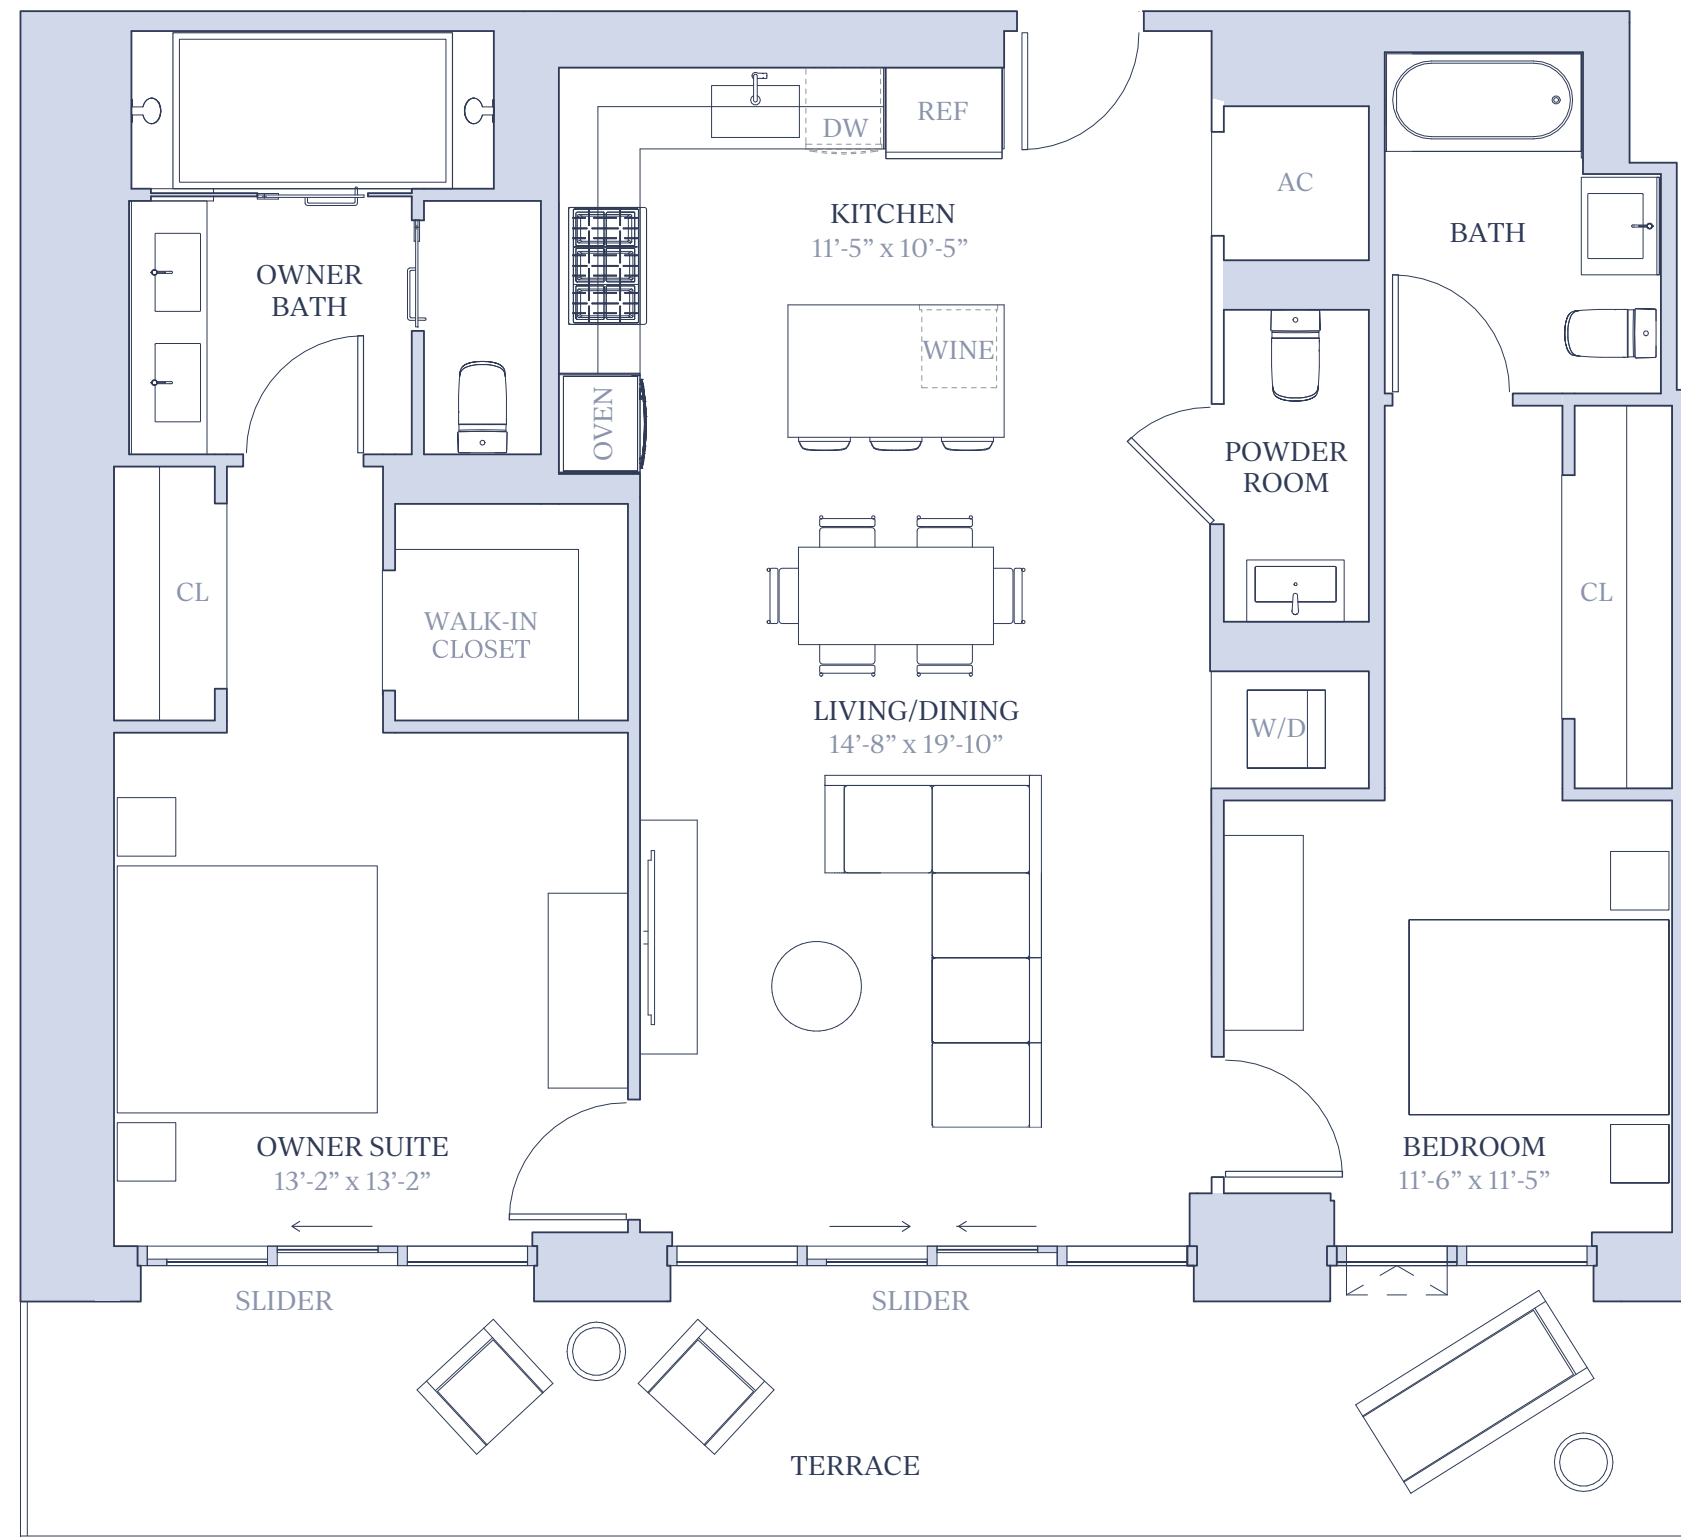 REF
DW
AC
KITCHEN
11’-5” x 10’-5”
BATH
OWNER
BATH
WINE
OVEN
POWDER
ROOM
CL
WALK-IN
CLOSET
CL
LIVING/DINING
14’-8” x 19’-10”
W/D
OWNER SUITE
13’-2” x 13’-2”
BEDROOM
11’-6” x 11’-5”
SLIDER
SLIDER
TERRACE